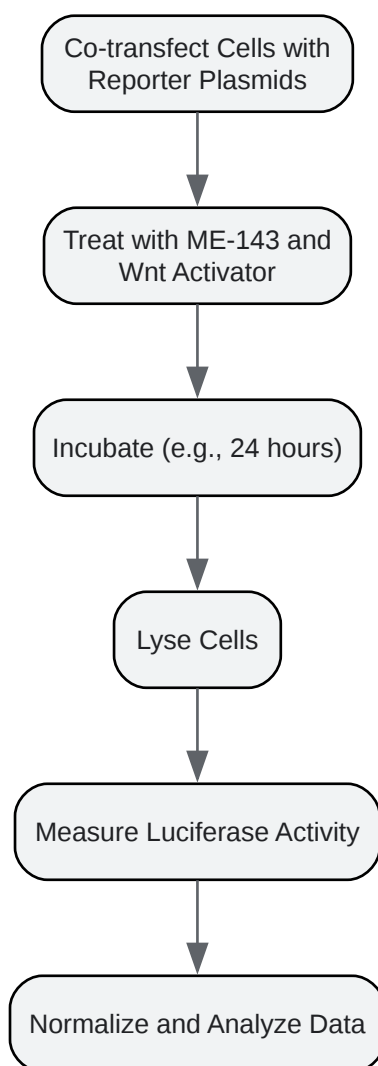 Co-transfect Cells with
Reporter Plasmids
Treat with ME-143 and
Wnt Activator
Incubate (e.g., 24 hours)
Lyse Cells
Measure Luciferase Activity
Normalize and Analyze Data